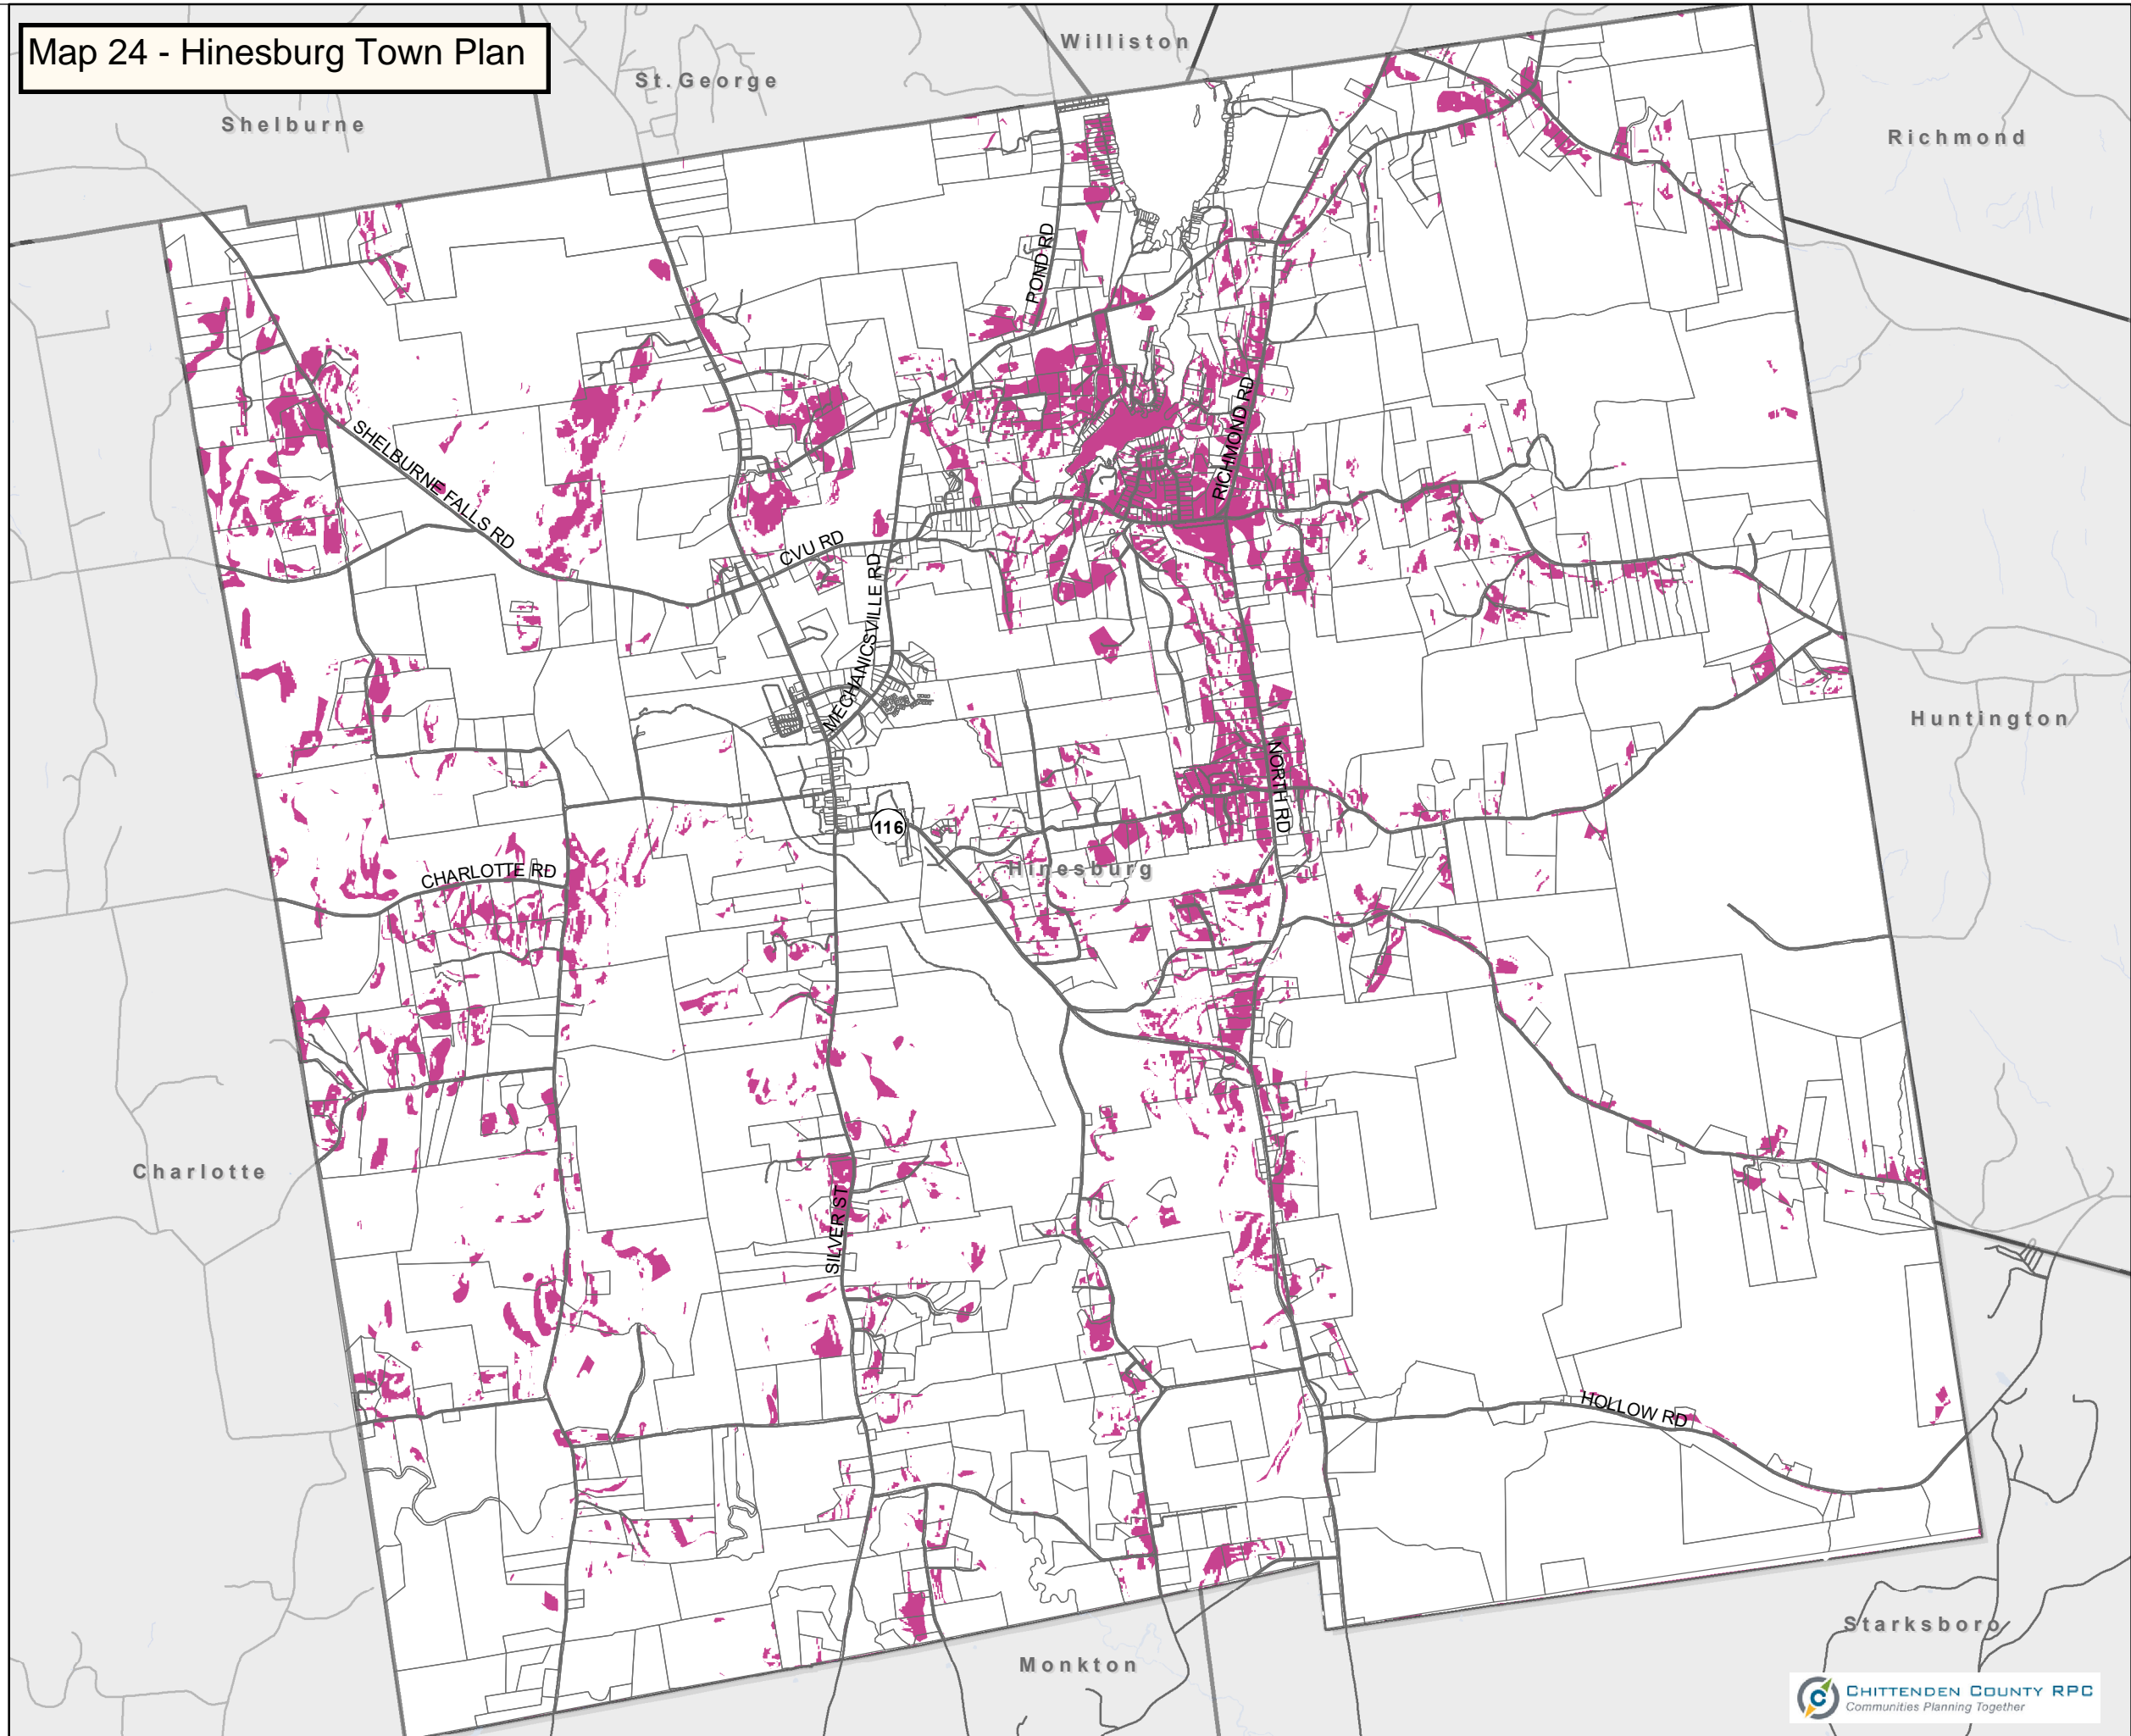 Map 24 - Hinesburg Town Plan
Williston
St.George
Shelburne
Richmond
POND RD
RICHMOND RD
SHELBURNE FALLS RD
CVU RD
MECHANICSVILLE RD
Huntington
NORTH RD
116
Hinesburg
CHARLOTTE RD
Charlotte
SILVER ST
HOLLOW RD
Starksboro
Monkton
CHITTENDEN COUNTY RPC
Communities Planning Together